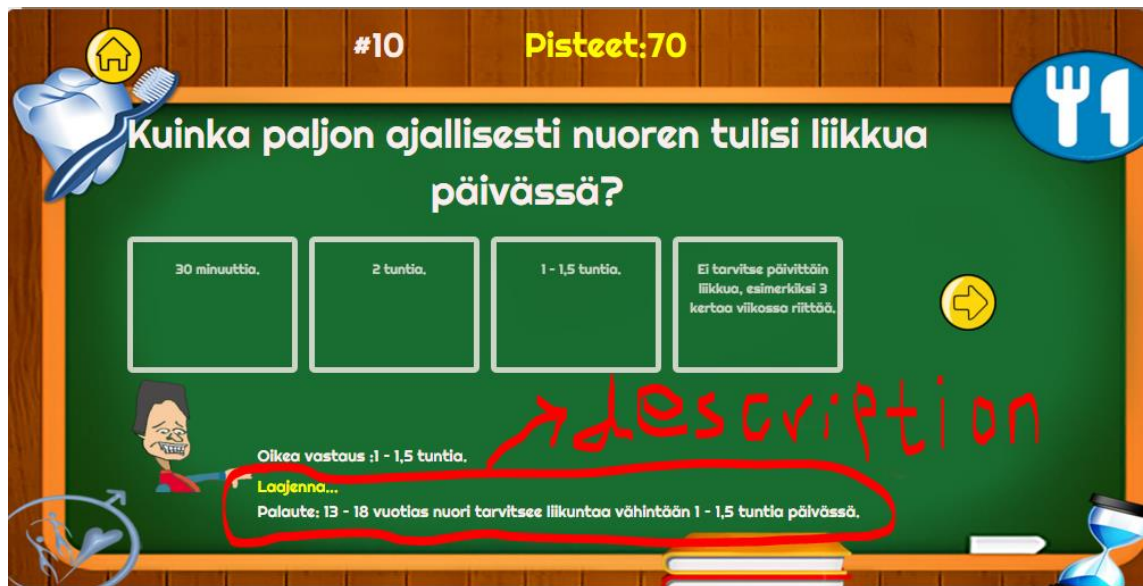 #10
Pisteet:70
Kuinka paljon ajallisesti nuoren tulisi liikkua
päivässä?
30 minuuttia.
2 tuntia.
1 - 1,5 tuntia.
Ei tarvitse päivittäin
liikkua, esimerkiksi 3
kertaa viikossa riittää.
description
Oikea vastaus :1 - 1,5 tuntia.
Laajenna...
Palaute: 13 - 18 vuotias nuori tarvitsee liikuntaa vähintään 1 - 1,5 tuntia päivässä.